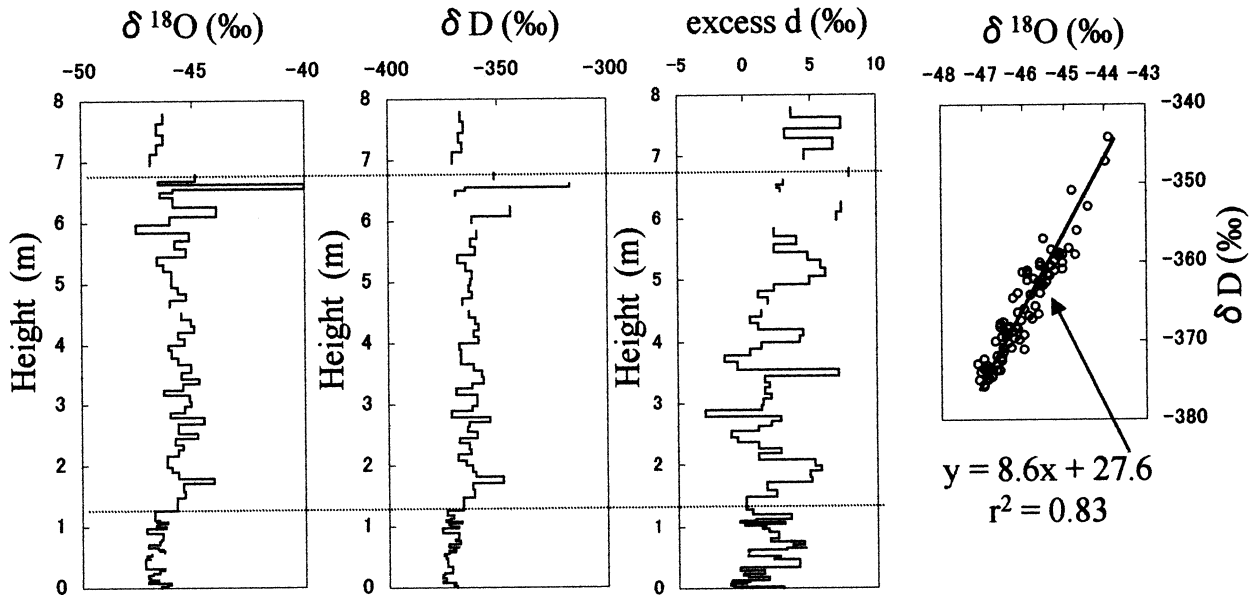 δ ¹⁸O (‰)
-50 -45 -40
8
7
6
5
4
3
2
1
0
Height (m)
δ D (‰)
-400 -350 -300
8
7
6
5
4
3
2
1
0
Height (m)
excess d (‰)
-5 0 5 10
8
7
6
5
4
3
2
1
0
Height (m)
δ ¹⁸O (‰)
-48 -47 -46 -45 -44 -43
-340
-350
-360
-370
-380
δ D (‰)
y = 8.6x + 27.6
r² = 0.83